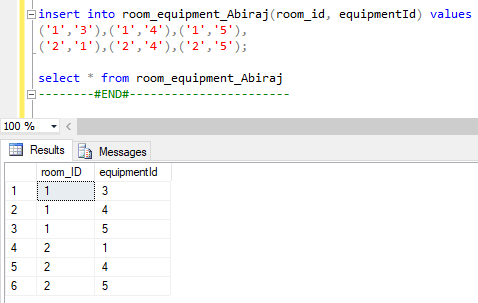 insert into room_equipment_Abiraj(room_id, equipmentId) values
('1','3'),('1','4'),('1','5'),
('2','1'),('2','4'),('2','5');
select * from room_equipment_Abiraj
--------#END#----------------------
100 %
Results Messages
room_ID equipmentId
1 1 3
2 1 4
3 1 5
4 2 1
5 2 4
6 2 5